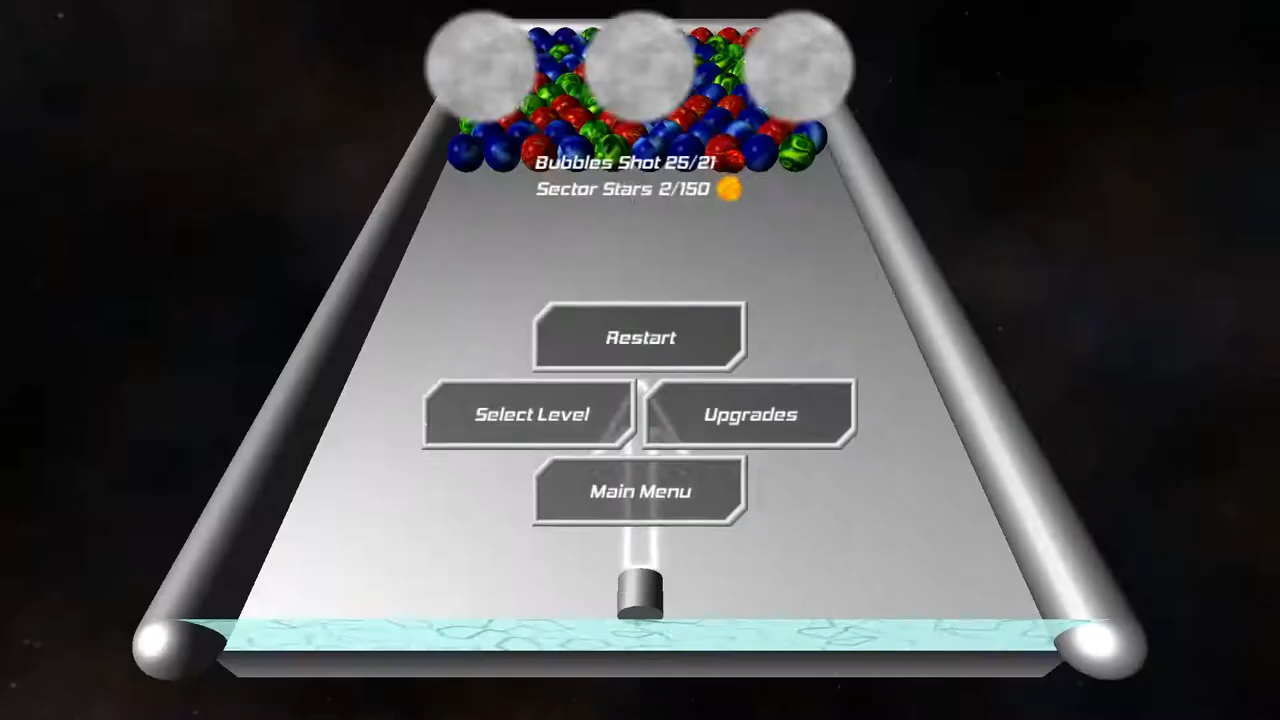 Bubbles Shot 25/21
Sector Stars 2/150
Restart
Select Level
Upgrades
Main Menu